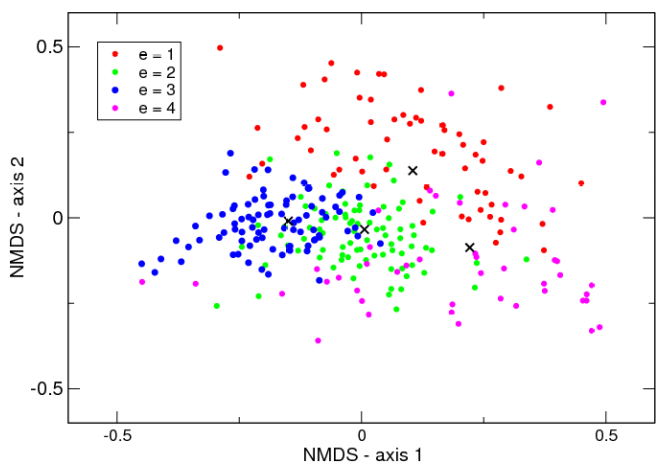 0.5
e = 1
e = 2
e = 3
e = 4
NMDS - axis 2
0
-0.5
-0.5
0
0.5
NMDS - axis 1